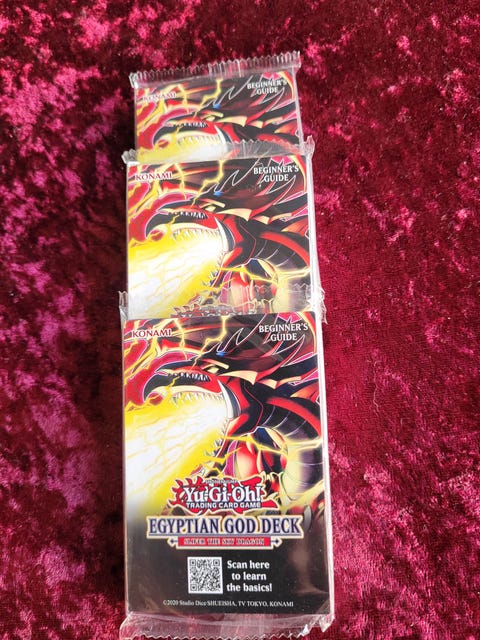 KONAMI
BEGINNER'S
GUIDE
KONAMI
BEGINNER'S
GUIDE
KONAMI
BEGINNER'S
GUIDE
Yu-Gi-Oh!
TRADING CARD GAME
EGYPTIAN GOD DECK
SLIFER THE SKY DRAGON
Scan here
to learn
the basics!
©2020 Studio Dice/SHUEISHA, TV TOKYO, KONAMI